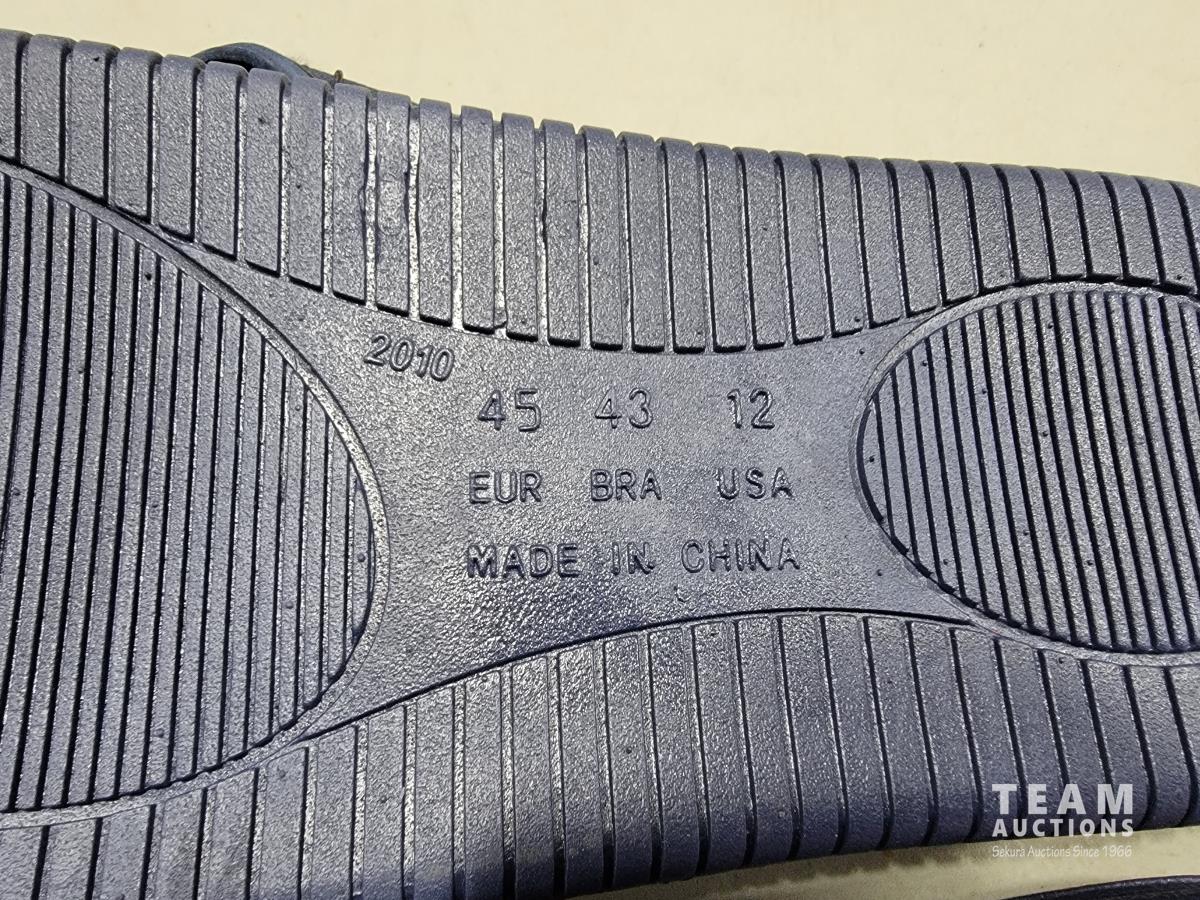 2010
45 43 12
EUR BRA USA
MADE IN CHINA
TEAM
AUCTIONS
Sekura Auctions Since 1966